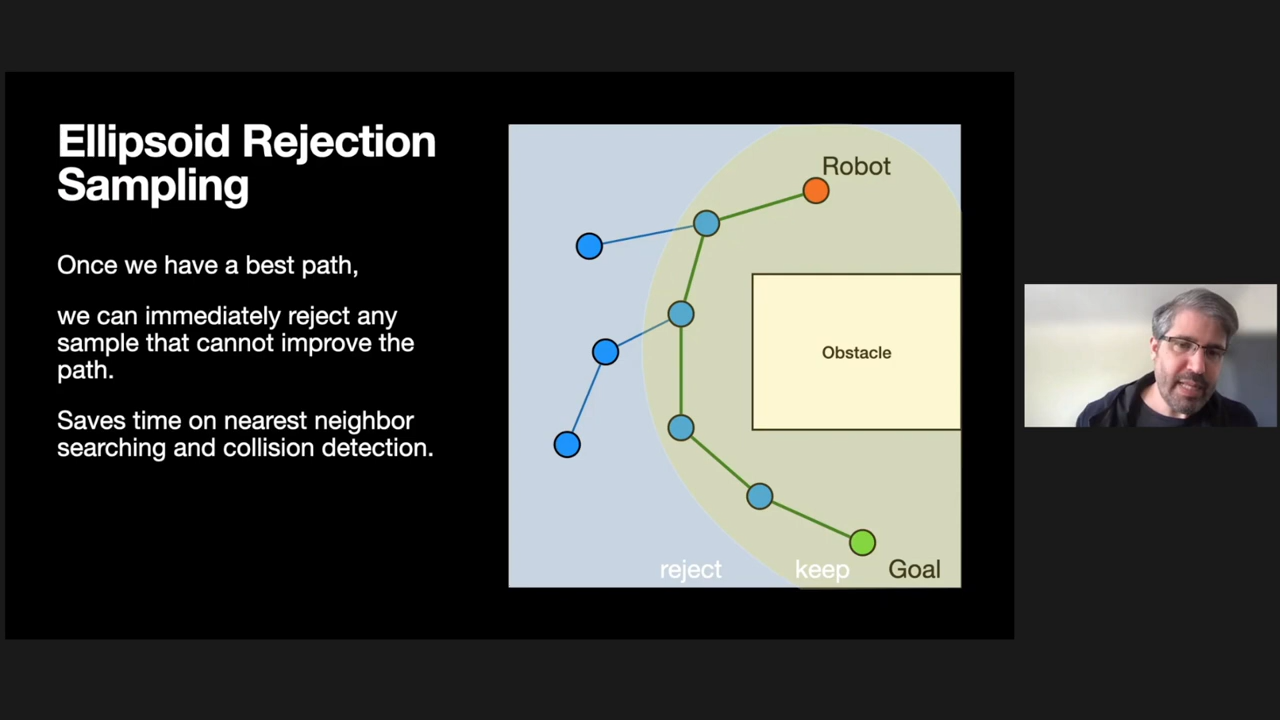 Ellipsoid Rejection
Sampling
Once we have a best path,
we can immediately reject any
sample that cannot improve the
path.
Saves time on nearest neighbor
searching and collision detection.
Robot
Obstacle
reject
keep
Goal